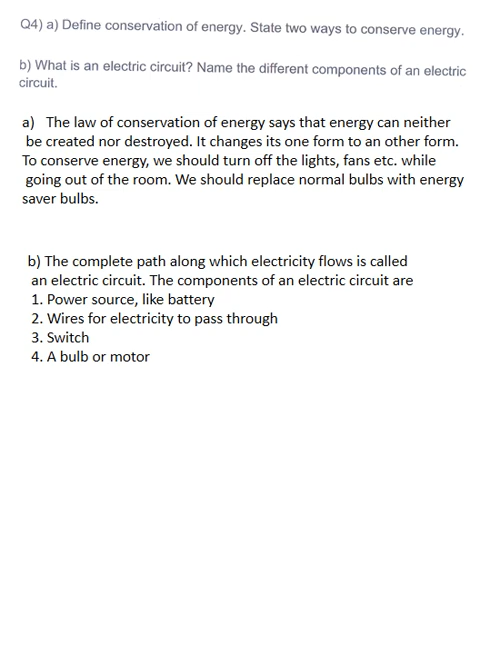 Q4) a) Define conservation of energy. State two ways to conserve energy.
b) What is an electric circuit? Name the different components of an electric
circuit.
a) The law of conservation of energy says that energy can neither
be created nor destroyed. It changes its one form to an other form.
To conserve energy, we should turn off the lights, fans etc. while
going out of the room. We should replace normal bulbs with energy
saver bulbs.
b) The complete path along which electricity flows is called
an electric circuit. The components of an electric circuit are
1. Power source, like battery
2. Wires for electricity to pass through
3. Switch
4. A bulb or motor